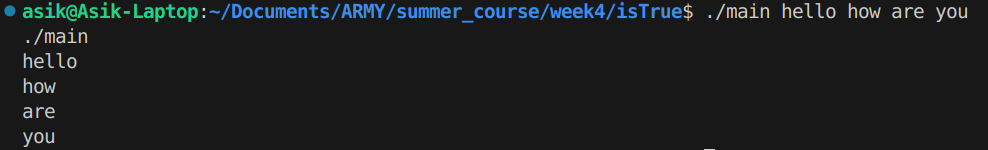 asik@Asik-Laptop:~/Documents/ARMY/summer_course/week4/isTrue$ ./main hello how are you
./main
hello
how
are
you